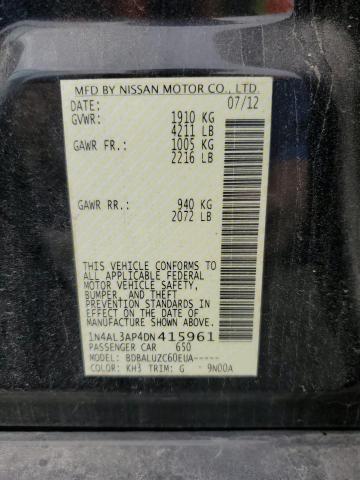 MFD BY NISSAN MOTOR CO., LTD.
DATE: 07/12
GVWR: 1910 KG
4211 LB
GAWR FR.: 1005 KG
2216 LB
GAWR RR.: 940 KG
2072 LB
THIS VEHICLE CONFORMS TO
ALL APPLICABLE FEDERAL
MOTOR VEHICLE SAFETY,
BUMPER, AND THEFT
PREVENTION STANDARDS IN
EFFECT ON THE DATE OF
MANUFACTURE SHOWN ABOVE.
1N4AL3AP4DN415961
PASSENGER CAR 650
MODEL: BDBALUZC60EUA-----
COLOR: KH3 TRIM: G 9N00A